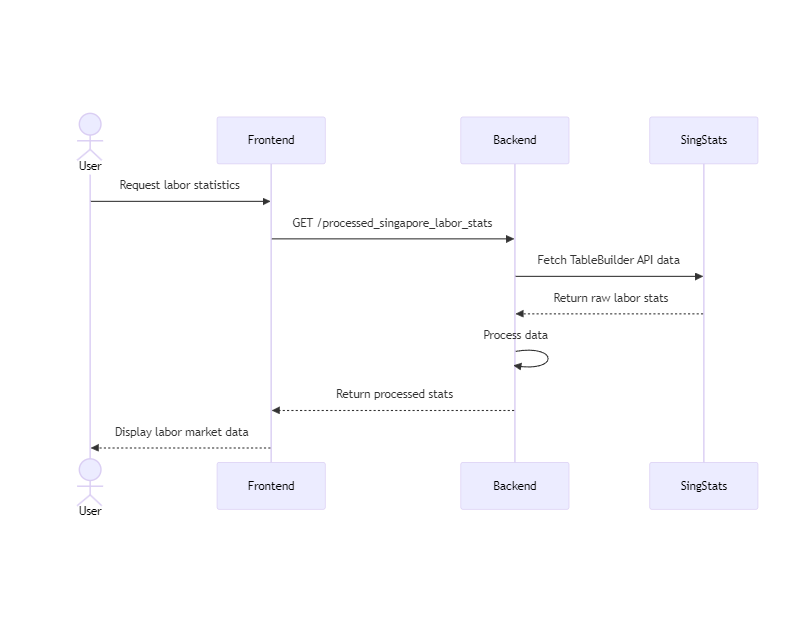 Frontend
Backend
SingStats
User
Request labor statistics
GET /processed_singapore_labor_stats
Fetch TableBuilder API data
Return raw labor stats
Process data
Return processed stats
Display labor market data
Frontend
Backend
SingStats
User